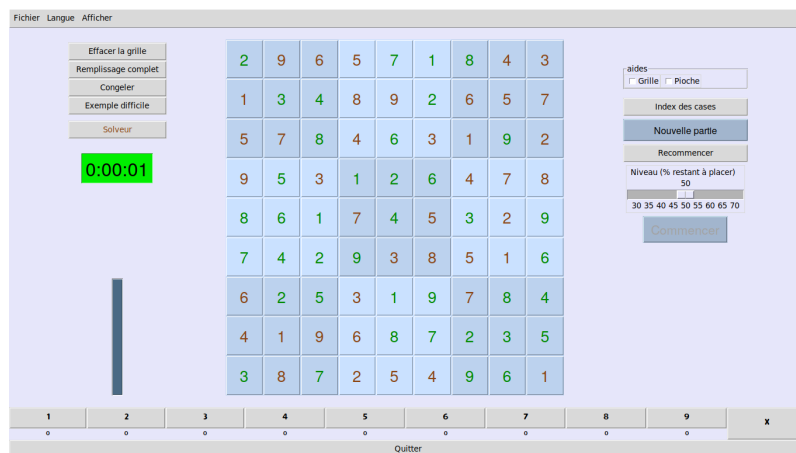 Fichier Langue Afficher
Effacer la grille
Remplissage complet
Congeler
Exemple difficile
Solveur
0:00:01
2 9 6 5 7 1 8 4 3
1 3 4 8 9 2 6 5 7
5 7 8 4 6 3 1 9 2
9 5 3 1 2 6 4 7 8
8 6 1 7 4 5 3 2 9
7 4 2 9 3 8 5 1 6
6 2 5 3 1 9 7 8 4
4 1 9 6 8 7 2 3 5
3 8 7 2 5 4 9 6 1
aides
Grille Pioche
Index des cases
Nouvelle partie
Recommencer
Niveau (% restant à placer)
50
30 35 40 45 50 55 60 65 70
Commencer
1 2 3 4 5 6 7 8 9 x
0 0 0 0 0 0 0 0 0
Quitter